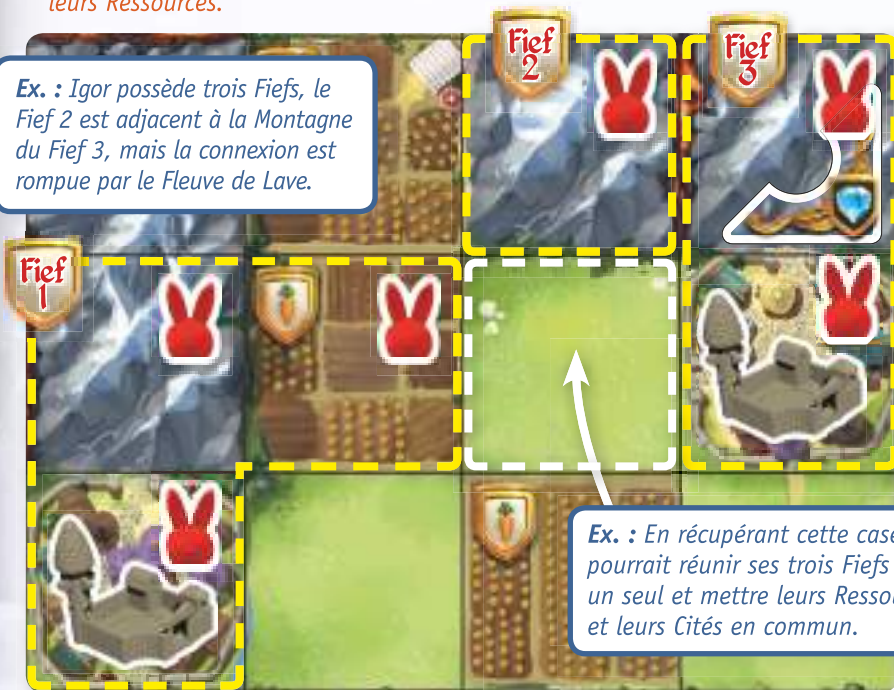 leurs Ressources.
Fief
2
Fief
3
Ex. : Igor possède trois Fiefs, le
Fief 2 est adjacent à la Montagne
du Fief 3, mais la connexion est
rompue par le Fleuve de Lave.
Fief
1
Ex. : En récupérant cette case
pourrait réunir ses trois Fiefs
un seul et mettre leurs
et leurs Cités en commun.